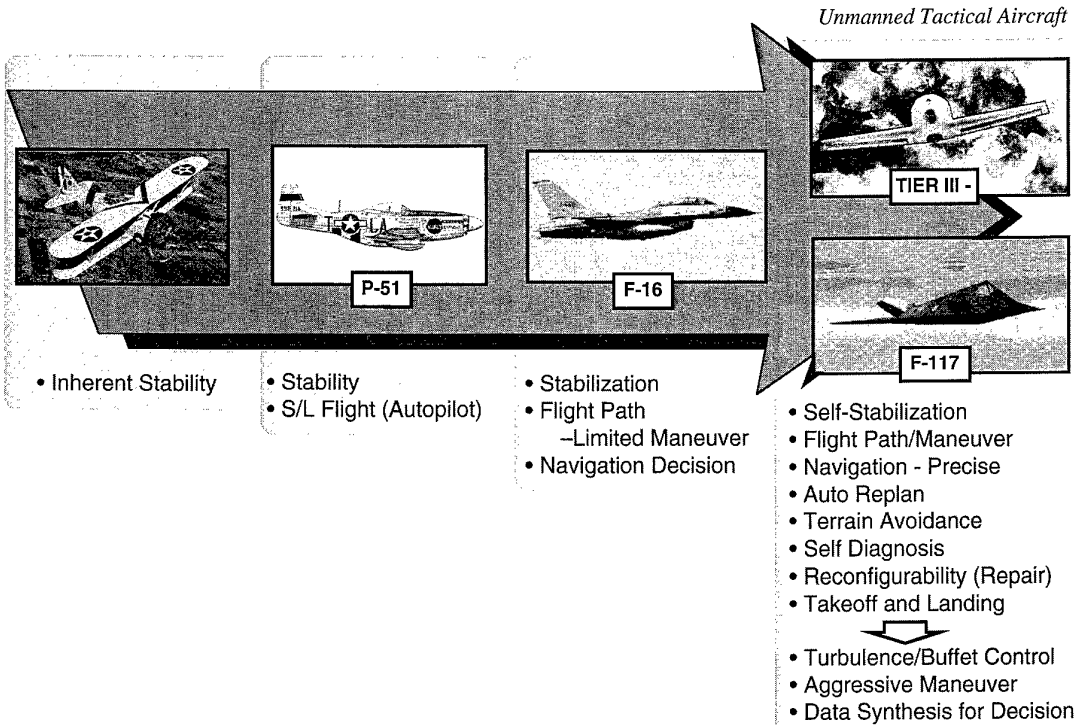 Unmanned Tactical Aircraft
TIER III -
P-51
F-16
F-117
• Inherent Stability
• Stability
• S/L Flight (Autopilot)
• Stabilization
• Flight Path
–Limited Maneuver
• Navigation Decision
• Self-Stabilization
• Flight Path/Maneuver
• Navigation - Precise
• Auto Replan
• Terrain Avoidance
• Self Diagnosis
• Reconfigurability (Repair)
• Takeoff and Landing
• Turbulence/Buffet Control
• Aggressive Maneuver
• Data Synthesis for Decision